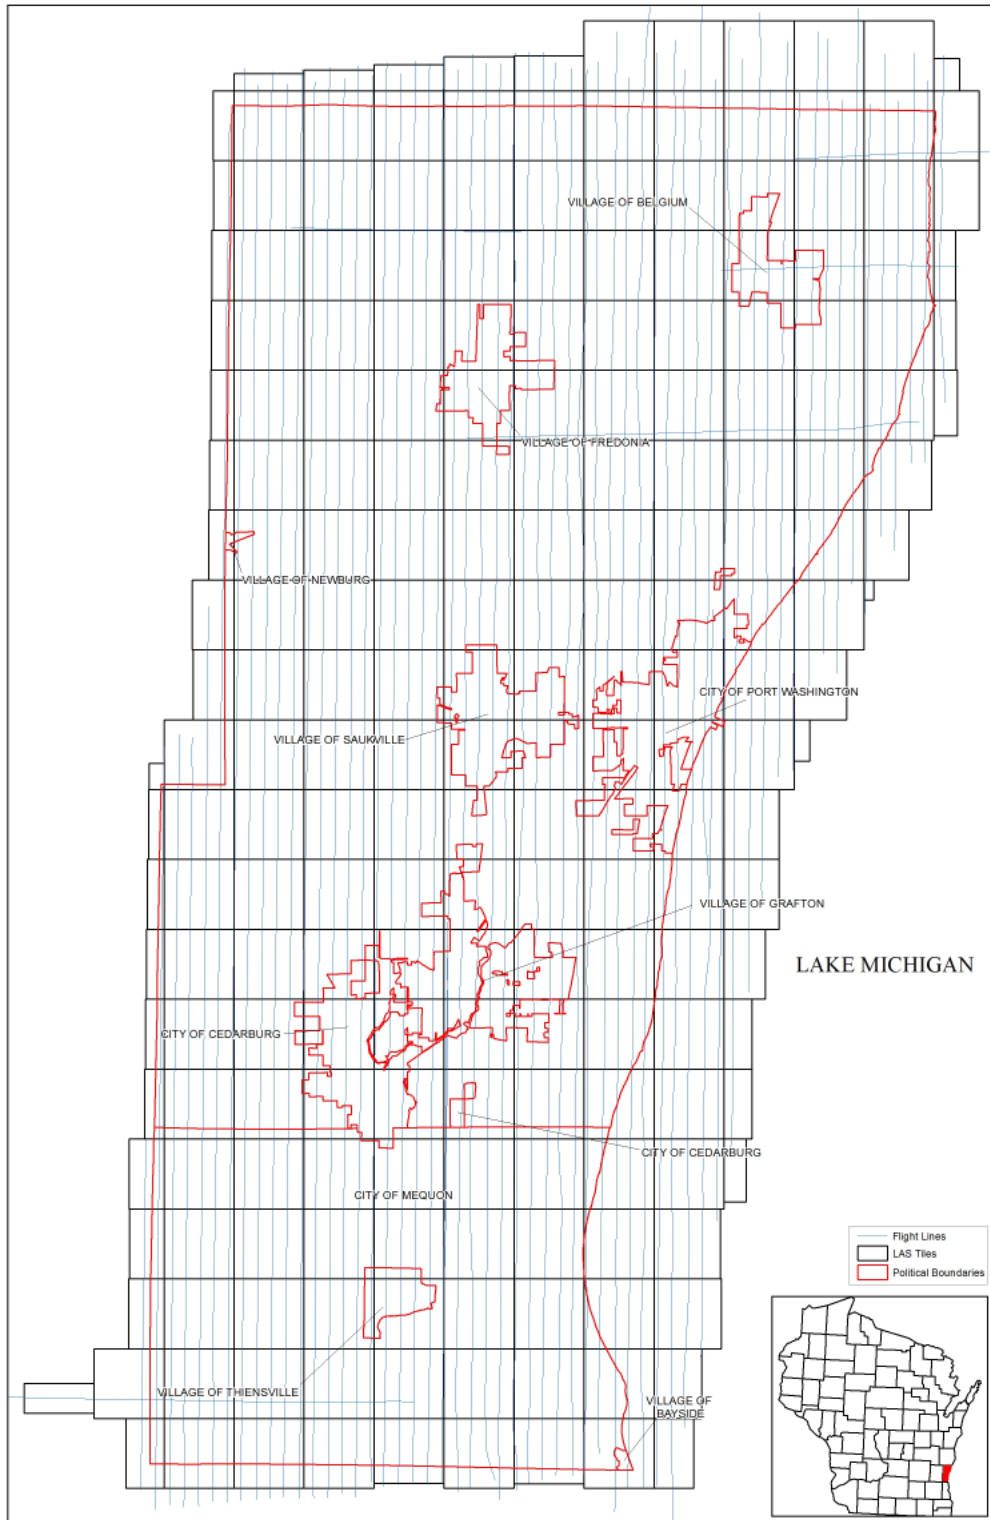 VILLAGE OF BELGIUM
VILLAGE OF FREDONIA
VILLAGE OF NEWBURG
CITY OF PORT WASHINGTON
VILLAGE OF SAUKVILLE
VILLAGE OF GRAFTON
LAKE MICHIGAN
CITY OF CEDARBURG
CITY OF CEDARBURG
CITY OF MEQUON
Flight Lines
LAS Tiles
Political Boundaries
VILLAGE OF THIENSVILLE
VILLAGE OF
BAYSIDE